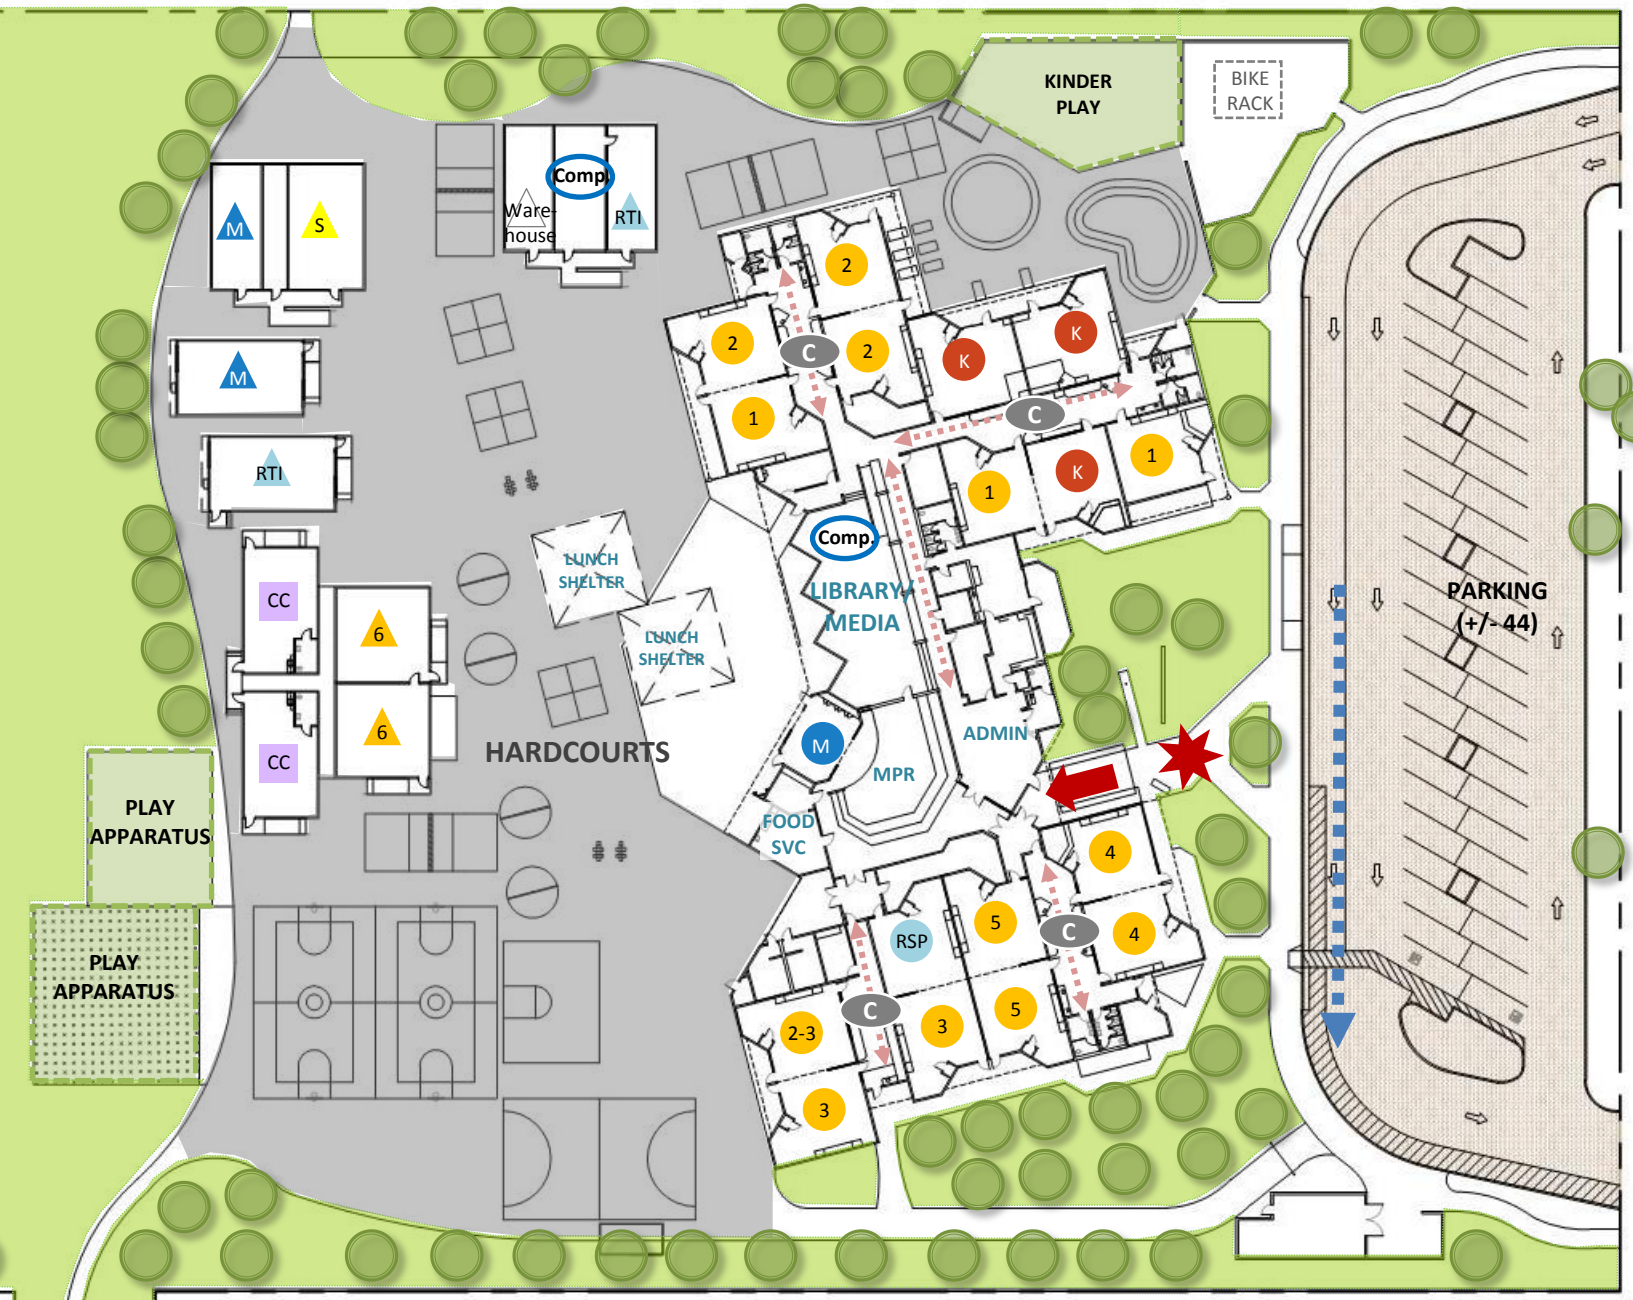 KINDER
PLAY
BIKE
RACK
M
S
Comp.
Ware-
house
RTI
2
2
C
2
K
K
M
1
C
RTI
1
K
1
Comp.
LUNCH
SHELTER
LIBRARY/
MEDIA
PARKING
(+/- 44)
CC
6
LUNCH
SHELTER
6
CC
HARDCOURTS
M
ADMIN
MPR
PLAY
APPARATUS
FOOD
SVC
4
5
C
4
RSP
PLAY
APPARATUS
C
5
2-3
3
3